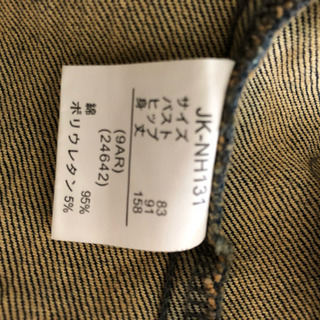 JK-NH131
サイズ
バスト 83
ヒップ 91
身丈 158
(9AR)
(24642)
綿 95%
ポリウレタン 5%